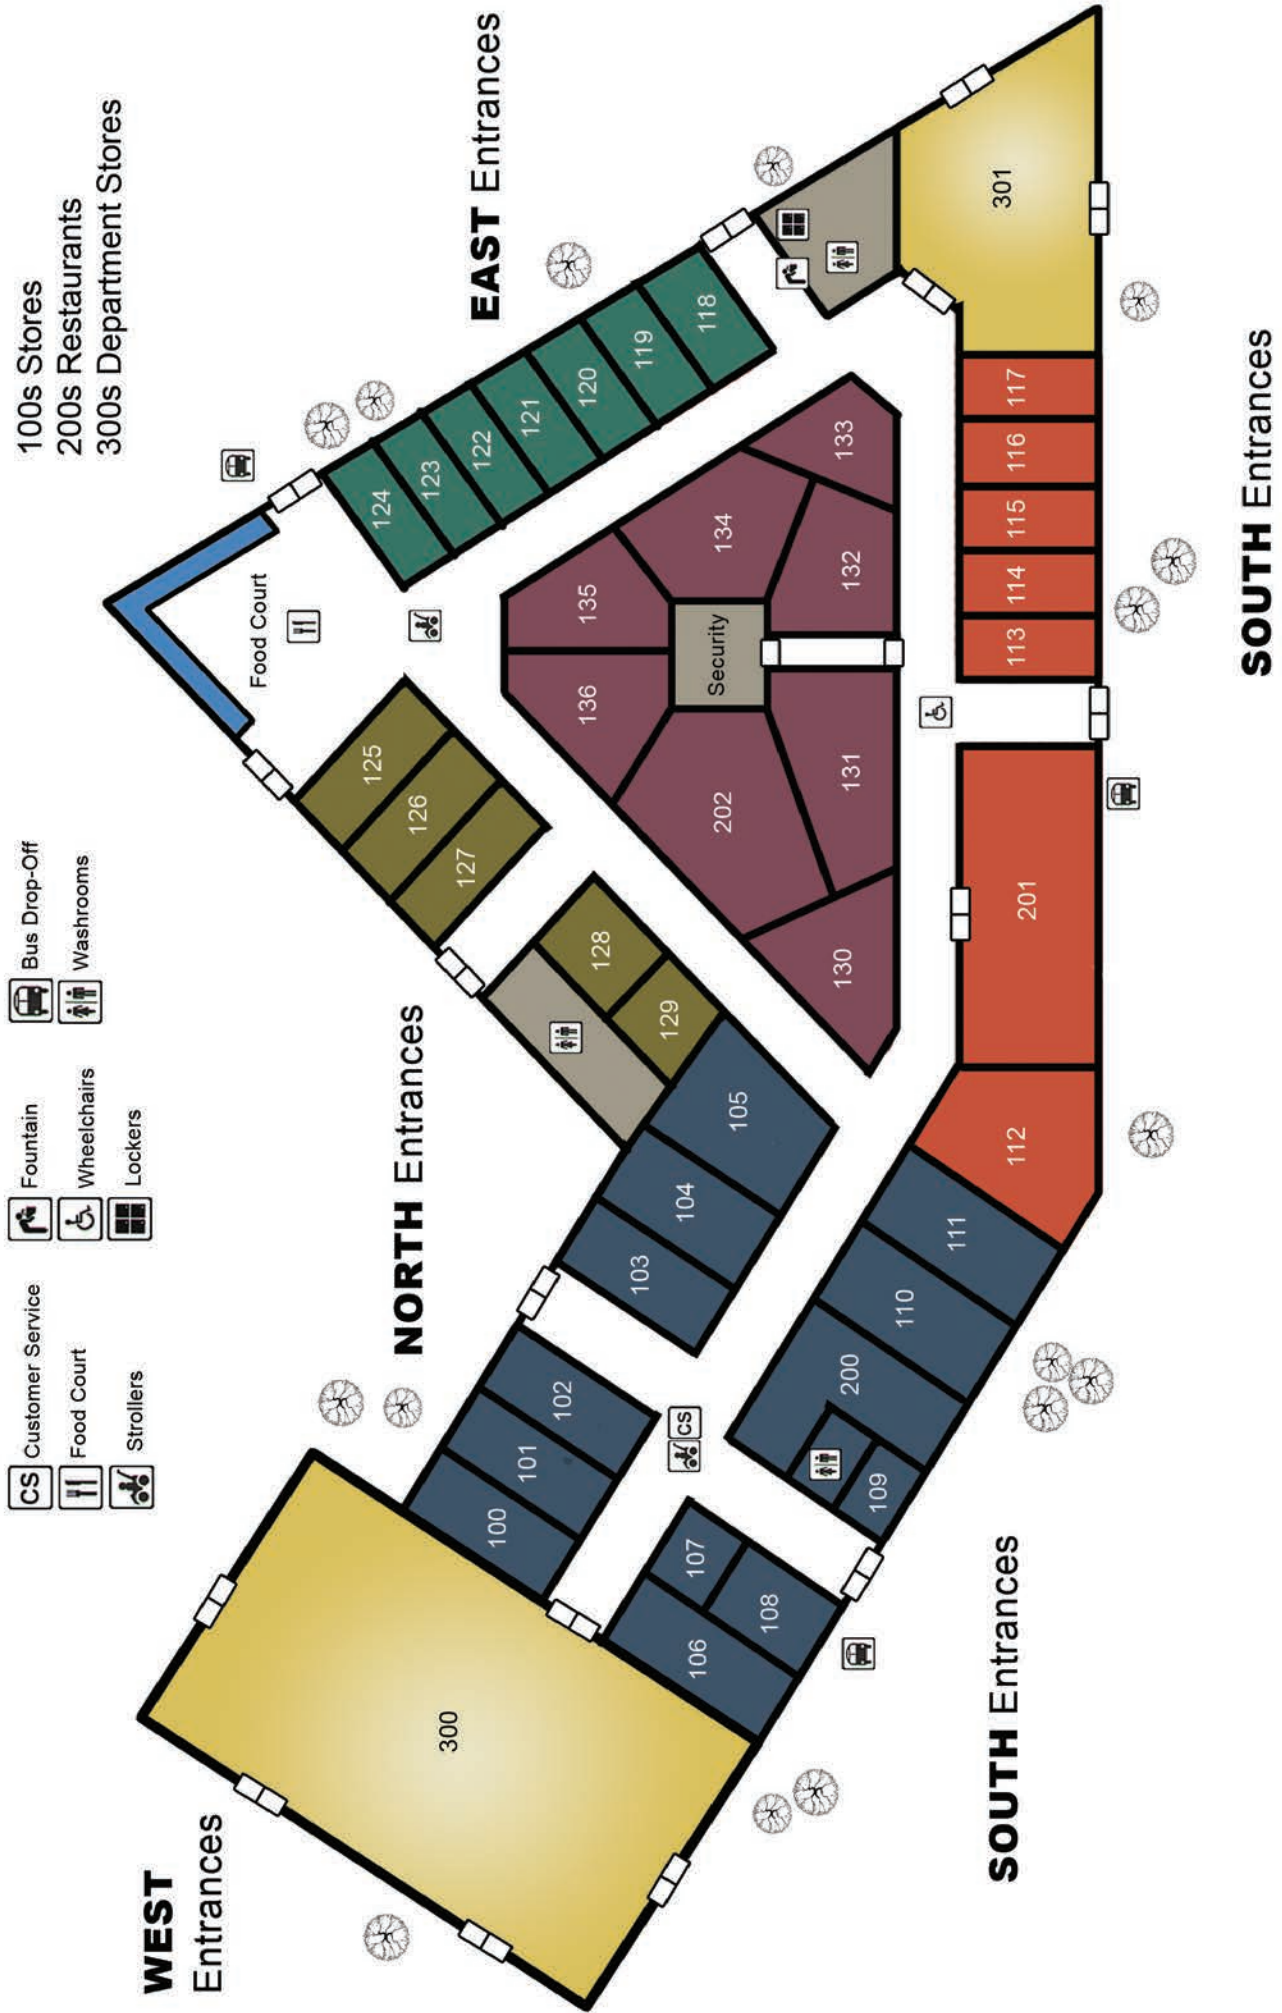 CS Customer Service
Food Court
Strollers
Fountain
Wheelchairs
Lockers
Bus Drop-Off
Washrooms
100s Stores
200s Restaurants
300s Department Stores
WEST
Entrances
NORTH Entrances
EAST Entrances
SOUTH Entrances
SOUTH Entrances
Food Court
Security
CS
300
100
101
102
103
104
105
106
107
108
109
200
110
111
112
201
113
114
115
116
117
301
118
119
120
121
122
123
124
125
126
127
128
129
130
131
132
133
134
135
136
202